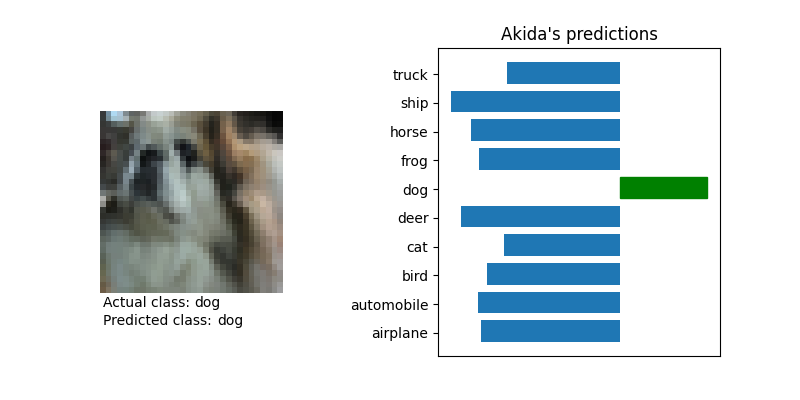 Akida's predictions
truck
ship
horse
frog
dog
deer
cat
bird
automobile
airplane
Actual class: dog
Predicted class: dog